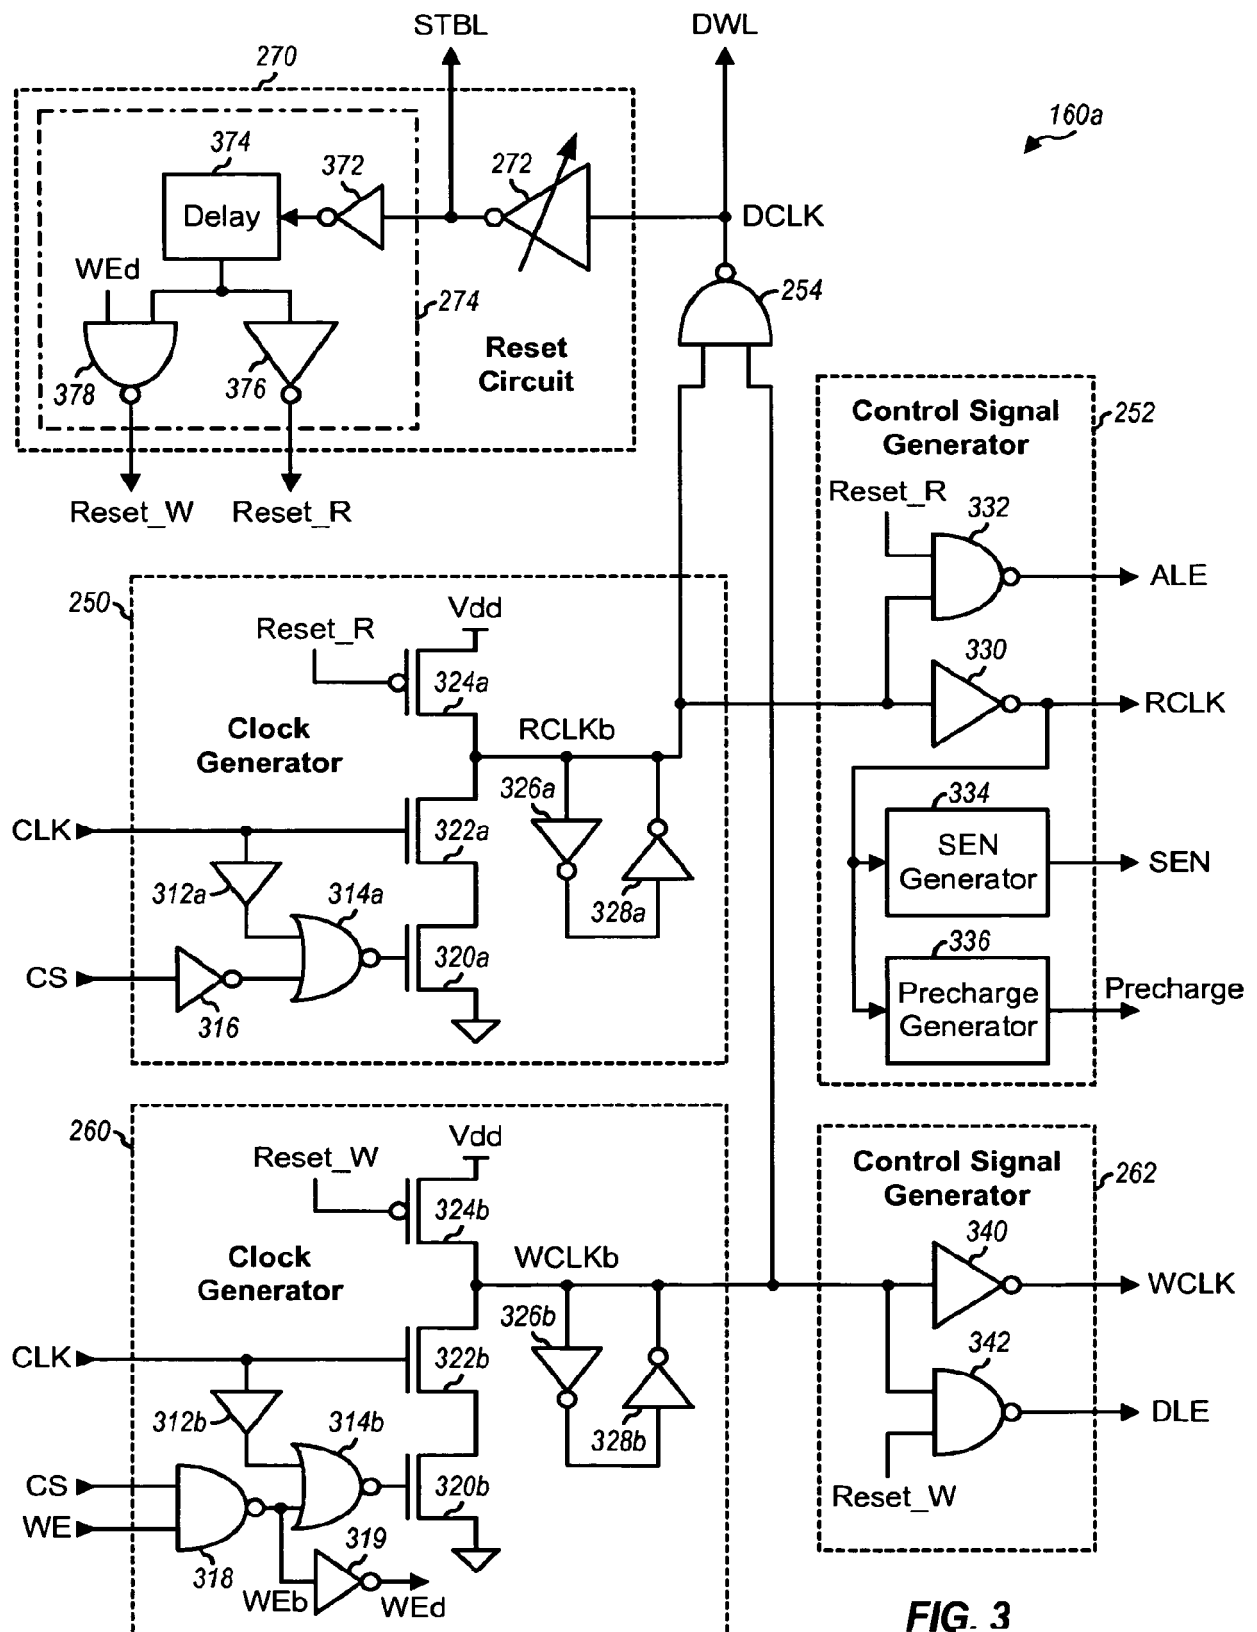 STBL
DWL
270
160a
374
372
272
Delay
DCLK
WEd
254
274
Reset
Circuit
378
376
Reset_W
Reset_R
Control Signal
Generator
252
Reset_R
332
ALE
250
Vdd
Reset_R
324a
330
RCLK
Clock
Generator
RCLKb
326a
334
CLK
322a
SEN
Generator
SEN
312a
314a
328a
336
CS
320a
Precharge
Generator
Precharge
316
260
Vdd
Reset_W
324b
Control Signal
Generator
262
340
Clock
Generator
WCLKb
WCLK
326b
CLK
322b
342
312b
314b
328b
DLE
CS
320b
Reset_W
WE
319
318
WEb
WEd
FIG. 3